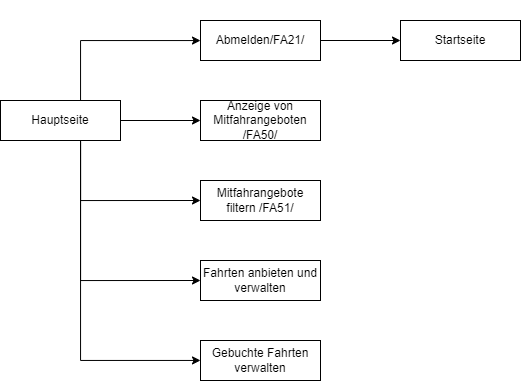 Abmelden/FA21/
Startseite
Hauptseite
Anzeige von
Mitfahrangeboten
/FA50/
Mitfahrangebote
filtern /FA51/
Fahrten anbieten und
verwalten
Gebuchte Fahrten
verwalten